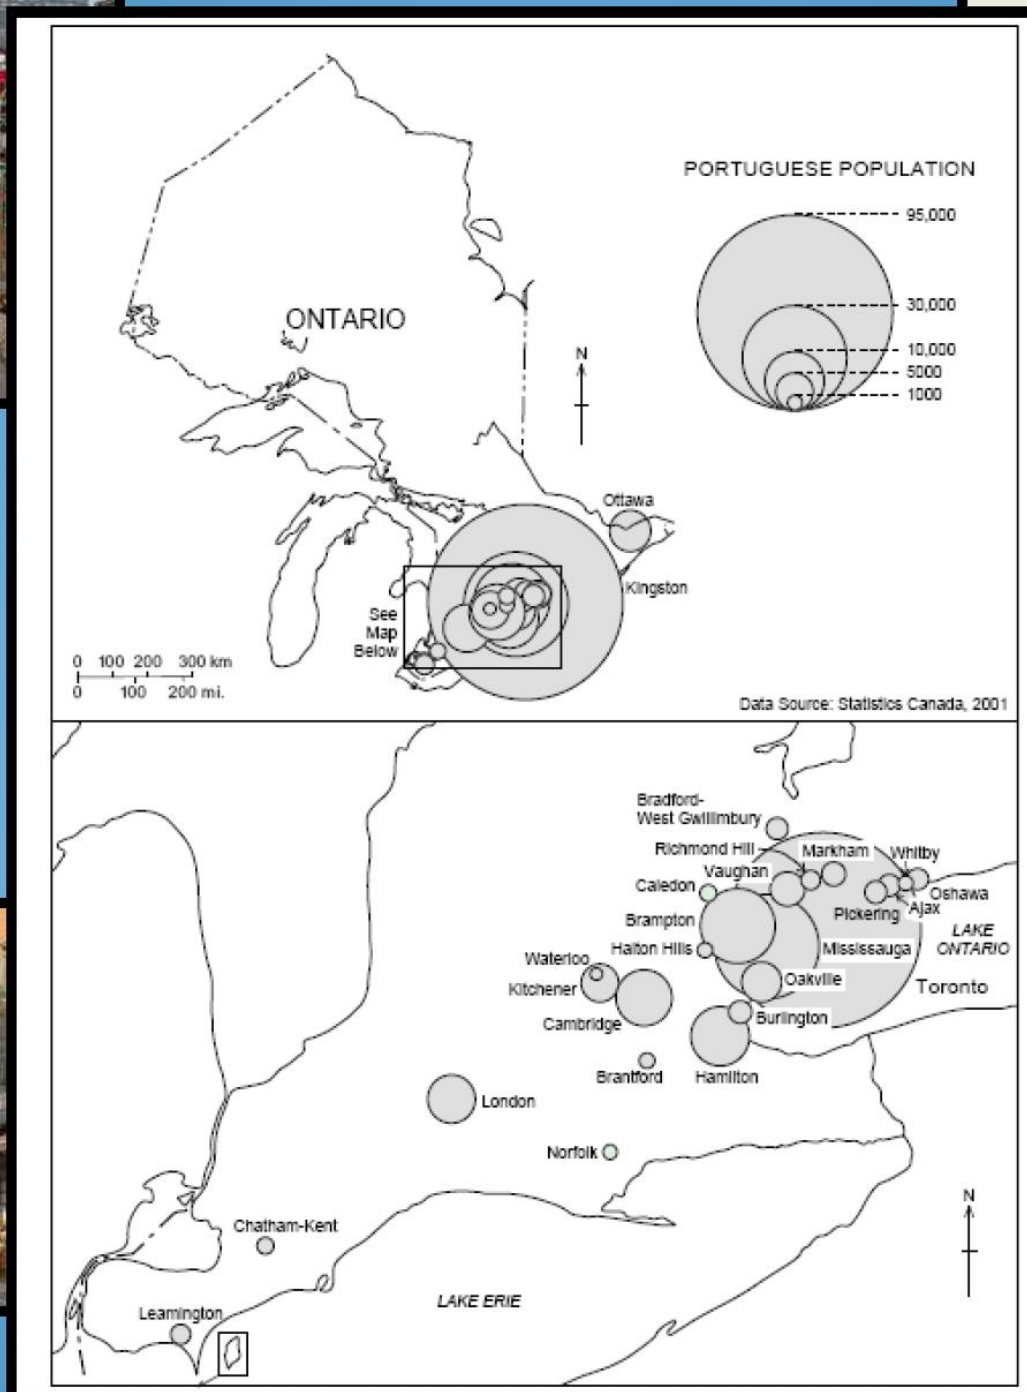 PORTUGUESE POPULATION
95,000
30,000
10,000
5000
1000
ONTARIO
N
Ottawa
Kingston
See
Map
Below
0 100 200 300 km
0 100 200 mi.
Data Source: Statistics Canada, 2001
Bradford-
West Gwillimbury
Richmond Hill
Markham
Whitby
Vaughan
Caledon
Oshawa
Ajax
Pickering
Brampton
LAKE
ONTARIO
Halton Hills
Mississauga
Waterloo
Oakville
Toronto
Kitchener
Cambridge
Burlington
Brantford
Hamilton
London
Norfolk
N
Chatham-Kent
LAKE ERIE
Leamington